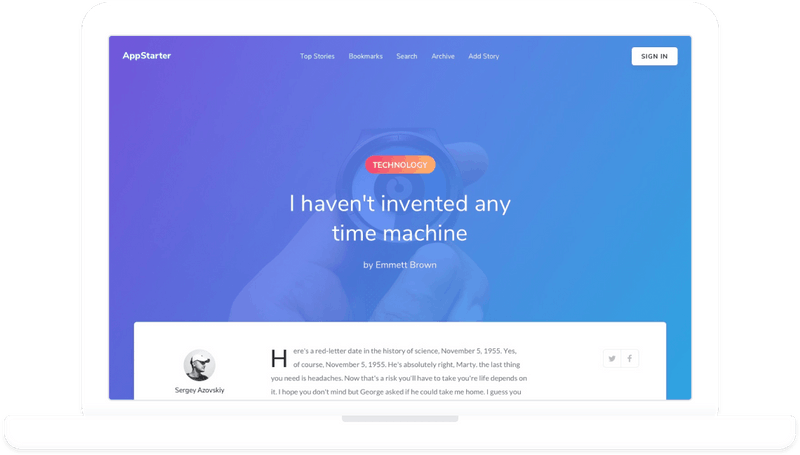 AppStarter
Top Stories Bookmarks Search Archive Add Story
SIGN IN
TECHNOLOGY
I haven't invented any
time machine
by Emmett Brown
Here's a red-letter date in the history of science, November 5, 1955. Yes,
of course, November 5, 1955. He's absolutely right, Marty, the last thing
you need is headaches. Now that's a risk you'll have to take you're life depends on
it. I hope you don't mind but George asked if he could take me home. I guess you
Sergey Azovskiy